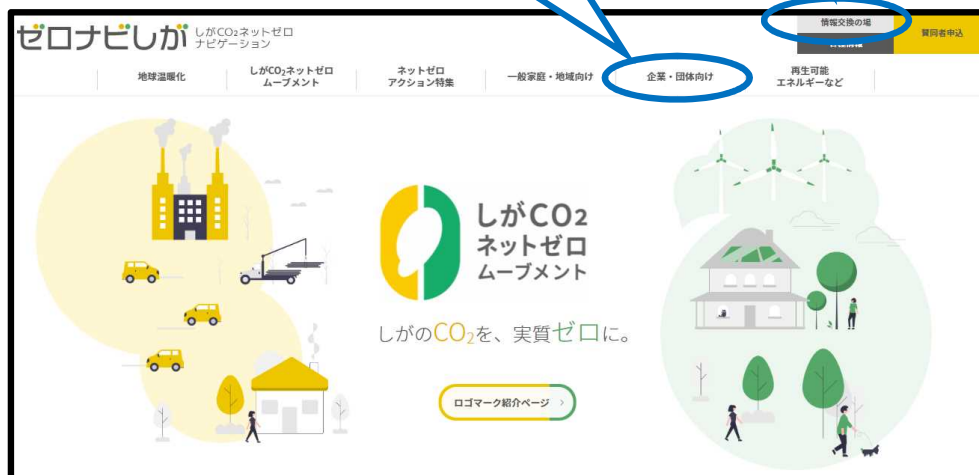 ゼロナビしが
しがCO2ネットゼロ
ナビゲーション
情報交換の場
賛同者申込
地球温暖化
しがCO2ネットゼロ
ムーブメント
ネットゼロ
アクション特集
一般家庭・地域向け
企業・団体向け
再生可能
エネルギーなど
しがCO2
ネットゼロ
ムーブメント
しがのCO2を、実質ゼロに。
ロゴマーク紹介ページ